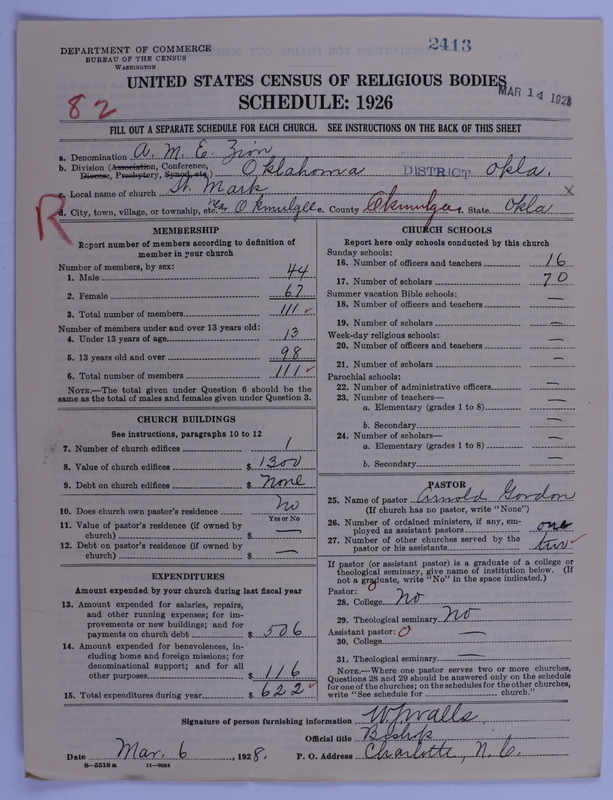 DEPARTMENT OF COMMERCE
BUREAU OF THE CENSUS
WASHINGTON
2413
82
UNITED STATES CENSUS OF RELIGIOUS BODIES
MAR 14 1928
SCHEDULE: 1926
FILL OUT A SEPARATE SCHEDULE FOR EACH CHURCH. SEE INSTRUCTIONS ON THE BACK OF THIS SHEET
a. Denomination A. M. E. Zion
b. Division (Association, Conference, Diocese, Presbytery, Synod, etc.) Oklahoma DISTRICT Okla.
c. Local name of church St. Mark X
R
d. City, town, village, or township, etc. near Okmulgee e. County Okmulgee f. State Okla
MEMBERSHIP
Report number of members according to definition of
member in your church
Number of members, by sex:
1. Male 44
2. Female 67
3. Total number of members 111 ✓
Number of members under and over 13 years old:
4. Under 13 years of age 13
5. 13 years old and over 98
6. Total number of members 111 ✓
NOTE.—The total given under Question 6 should be the
same as the total of males and females given under Question 3.
CHURCH BUILDINGS
See instructions, paragraphs 10 to 12
7. Number of church edifices 1
8. Value of church edifices $ 1300
9. Debt on church edifices $ none
10. Does church own pastor's residence no
Yes or No
11. Value of pastor's residence (if owned by
church) $ —
12. Debt on pastor's residence (if owned by
church) $ —
EXPENDITURES
Amount expended by your church during last fiscal year
13. Amount expended for salaries, repairs,
and other running expenses; for im-
provements or new buildings; and for
payments on church debt $ 506
14. Amount expended for benevolences, in-
cluding home and foreign missions; for
denominational support; and for all
other purposes $ 116
15. Total expenditures during year $ 622 ✓
CHURCH SCHOOLS
Report here only schools conducted by this church
Sunday schools:
16. Number of officers and teachers 16
17. Number of scholars 70
Summer vacation Bible schools:
18. Number of officers and teachers —
19. Number of scholars —
Week-day religious schools:
20. Number of officers and teachers —
21. Number of scholars —
Parochial schools:
22. Number of administrative officers —
23. Number of teachers—
a. Elementary (grades 1 to 8) —
b. Secondary —
24. Number of scholars—
a. Elementary (grades 1 to 8) —
b. Secondary —
PASTOR
25. Name of pastor Arnold Gordon
(If church has no pastor, write "None")
26. Number of ordained ministers, if any, em-
ployed as assistant pastors one
27. Number of other churches served by the
pastor or his assistants two ✓
If pastor (or assistant pastor) is a graduate of a college or
theological seminary, give name of institution below. (If
not a graduate, write "No" in the space indicated.)
Pastor: 0
28. College No
29. Theological seminary No
Assistant pastor: 0
30. College —
31. Theological seminary —
NOTE.—Where one pastor serves two or more churches,
Questions 28 and 29 should be answered only on the schedule
for one of the churches; on the schedules for the other churches,
write "See schedule for church."
Signature of person furnishing information W. J. Walls
Official title Bishop
Date Mar. 6, 1928. P. O. Address Charlotte, N. C.
8—5518a 11—9034